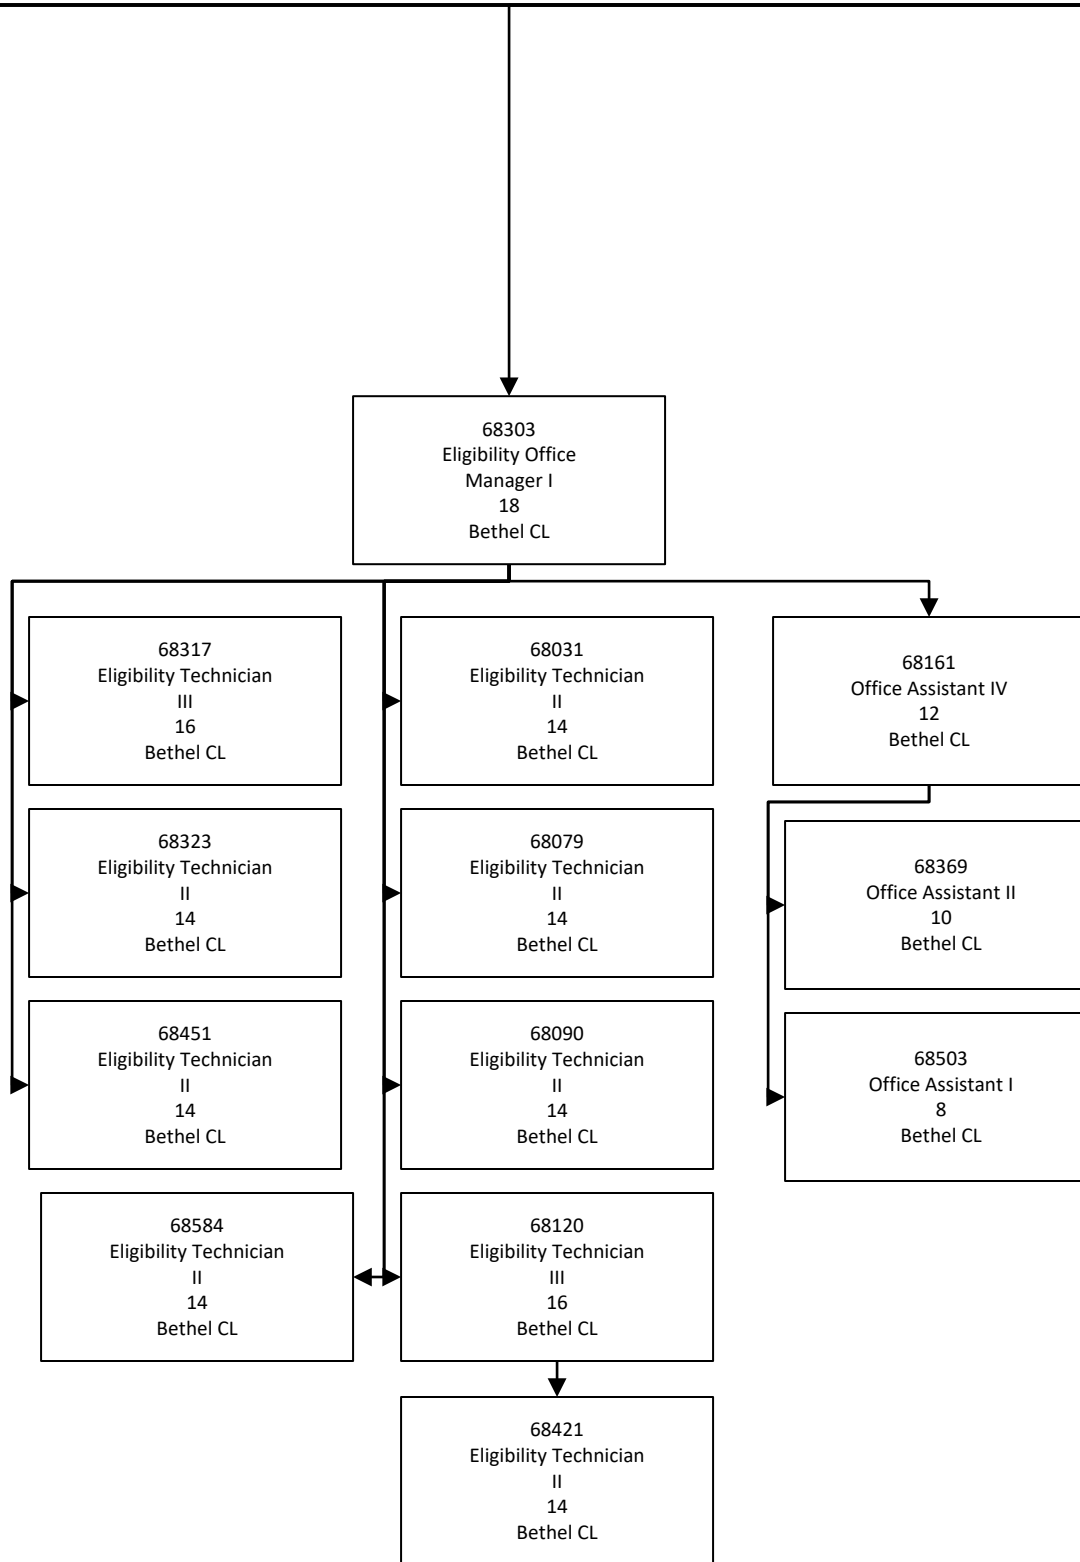 68303
Eligibility Office
Manager I
18
Bethel CL
68317
Eligibility Technician
III
16
Bethel CL
68031
Eligibility Technician
II
14
Bethel CL
68161
Office Assistant IV
12
Bethel CL
68323
Eligibility Technician
II
14
Bethel CL
68079
Eligibility Technician
II
14
Bethel CL
68369
Office Assistant II
10
Bethel CL
68451
Eligibility Technician
II
14
Bethel CL
68090
Eligibility Technician
II
14
Bethel CL
68503
Office Assistant I
8
Bethel CL
68584
Eligibility Technician
II
14
Bethel CL
68120
Eligibility Technician
III
16
Bethel CL
68421
Eligibility Technician
II
14
Bethel CL